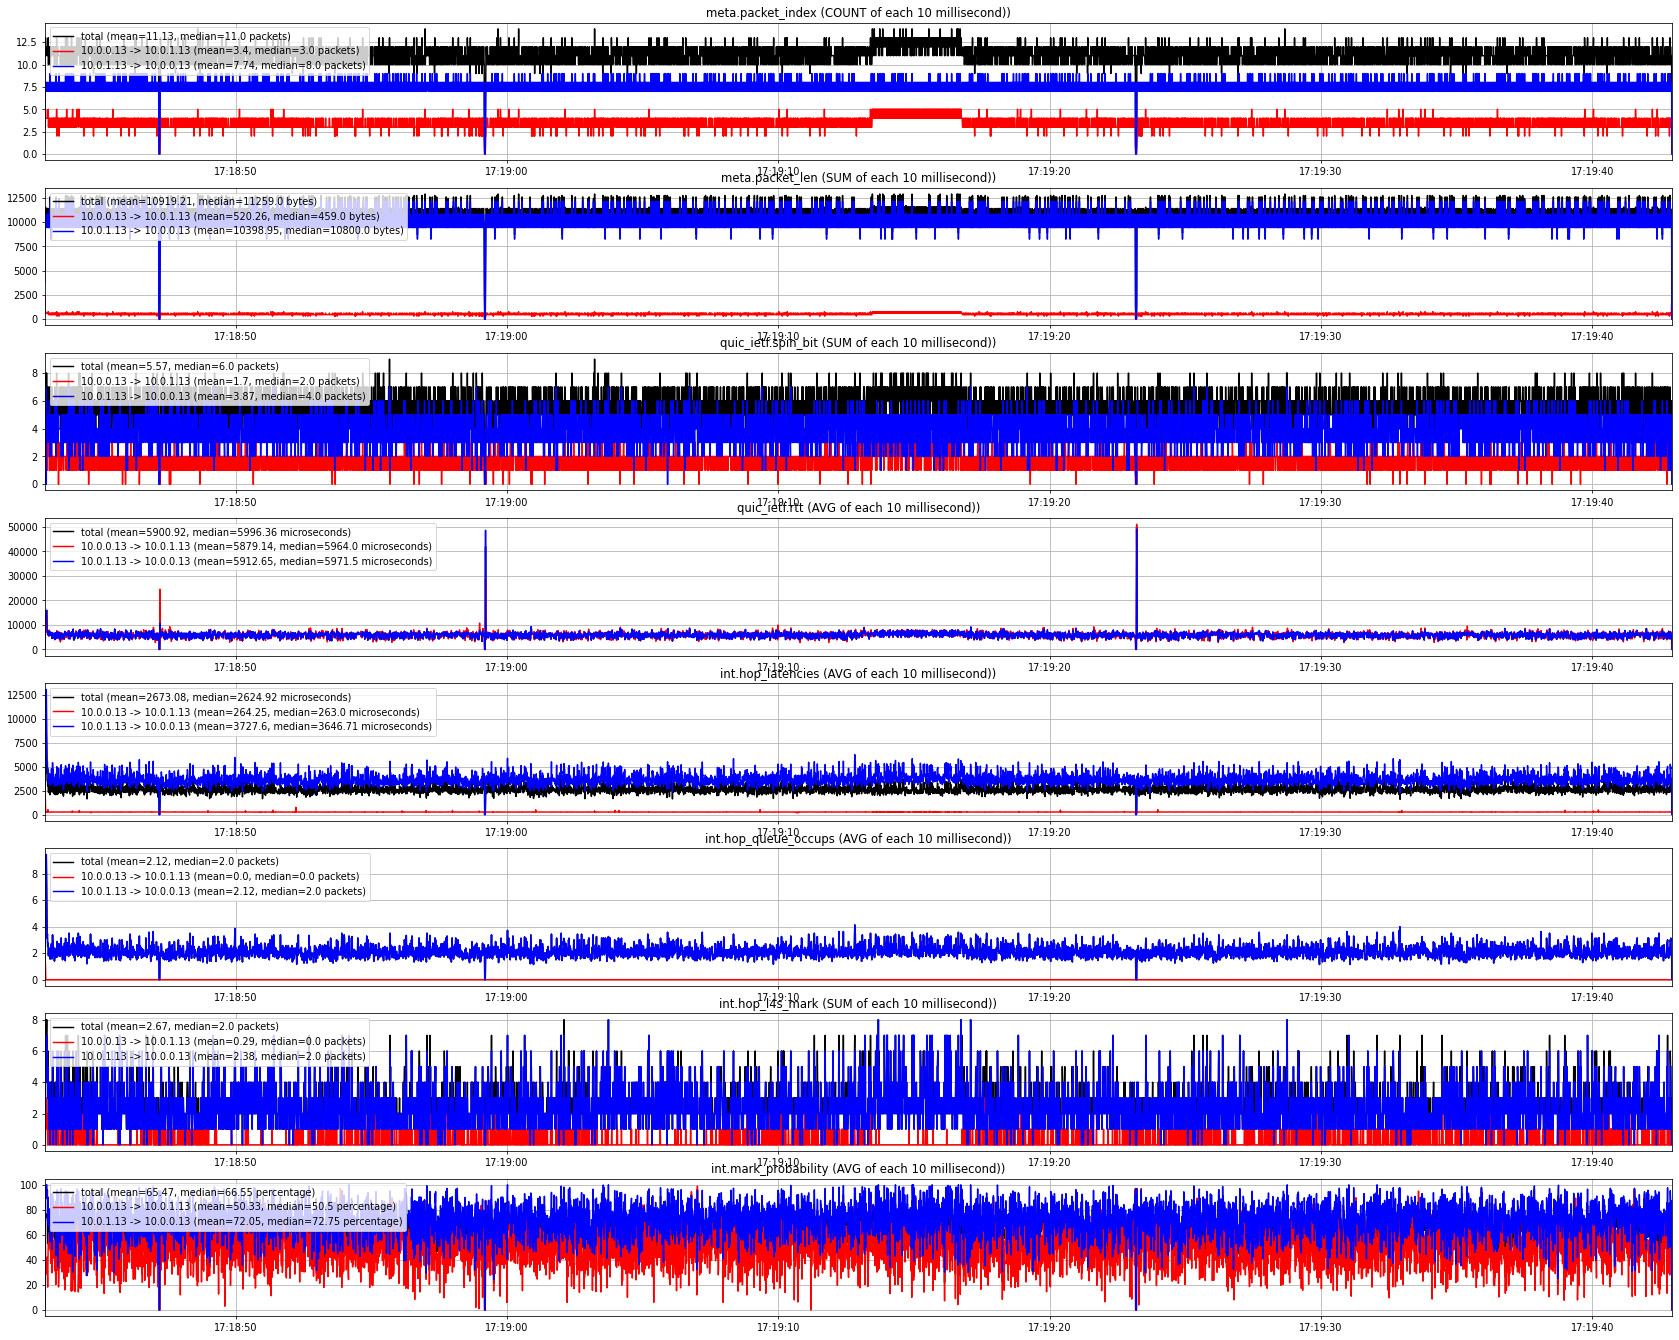 meta.packet_index (COUNT of each 10 millisecond))
total (mean=11.13, median=11.0 packets)
10.0.0.13 -> 10.0.1.13 (mean=3.4, median=3.0 packets)
10.0.1.13 -> 10.0.0.13 (mean=7.74, median=8.0 packets)
12.5
10.0
7.5
5.0
2.5
0.0
17:18:50 17:19:00 17:19:10 17:19:20 17:19:30 17:19:40
meta.packet_len (SUM of each 10 millisecond))
total (mean=10919.21, median=11259.0 bytes)
10.0.0.13 -> 10.0.1.13 (mean=520.26, median=459.0 bytes)
10.0.1.13 -> 10.0.0.13 (mean=10398.95, median=10800.0 bytes)
12500
10000
7500
5000
2500
0
17:18:50 17:19:00 17:19:10 17:19:20 17:19:30 17:19:40
quic_ietf.spin_bit (SUM of each 10 millisecond))
total (mean=5.57, median=6.0 packets)
10.0.0.13 -> 10.0.1.13 (mean=1.7, median=2.0 packets)
10.0.1.13 -> 10.0.0.13 (mean=3.87, median=4.0 packets)
8
6
4
2
0
17:18:50 17:19:00 17:19:10 17:19:20 17:19:30 17:19:40
quic_ietf.rtt (AVG of each 10 millisecond))
total (mean=5900.92, median=5996.36 microseconds)
10.0.0.13 -> 10.0.1.13 (mean=5879.14, median=5964.0 microseconds)
10.0.1.13 -> 10.0.0.13 (mean=5912.65, median=5971.5 microseconds)
50000
40000
30000
20000
10000
0
17:18:50 17:19:00 17:19:10 17:19:20 17:19:30 17:19:40
int.hop_latencies (AVG of each 10 millisecond))
total (mean=2673.08, median=2624.92 microseconds)
10.0.0.13 -> 10.0.1.13 (mean=264.25, median=263.0 microseconds)
10.0.1.13 -> 10.0.0.13 (mean=3727.6, median=3646.71 microseconds)
12500
10000
7500
5000
2500
0
17:18:50 17:19:00 17:19:10 17:19:20 17:19:30 17:19:40
int.hop_queue_occups (AVG of each 10 millisecond))
total (mean=2.12, median=2.0 packets)
10.0.0.13 -> 10.0.1.13 (mean=0.0, median=0.0 packets)
10.0.1.13 -> 10.0.0.13 (mean=2.12, median=2.0 packets)
8
6
4
2
0
17:18:50 17:19:00 17:19:10 17:19:20 17:19:30 17:19:40
int.hop_l4s_mark (SUM of each 10 millisecond))
total (mean=2.67, median=2.0 packets)
10.0.0.13 -> 10.0.1.13 (mean=0.29, median=0.0 packets)
10.0.1.13 -> 10.0.0.13 (mean=2.38, median=2.0 packets)
8
6
4
2
0
17:18:50 17:19:00 17:19:10 17:19:20 17:19:30 17:19:40
int.mark_probability (AVG of each 10 millisecond))
total (mean=65.47, median=66.55 percentage)
10.0.0.13 -> 10.0.1.13 (mean=50.33, median=50.5 percentage)
10.0.1.13 -> 10.0.0.13 (mean=72.05, median=72.75 percentage)
100
80
60
40
20
0
17:18:50 17:19:00 17:19:10 17:19:20 17:19:30 17:19:40